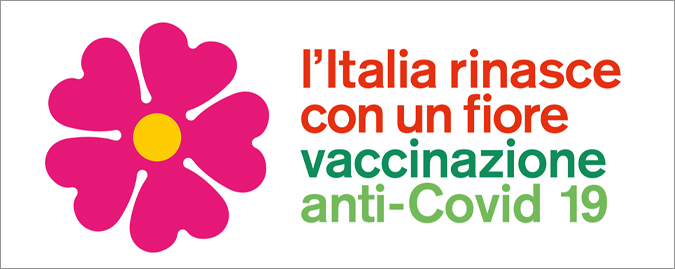 l’Italia rinasce
con un fiore
vaccinazione
anti-Covid 19